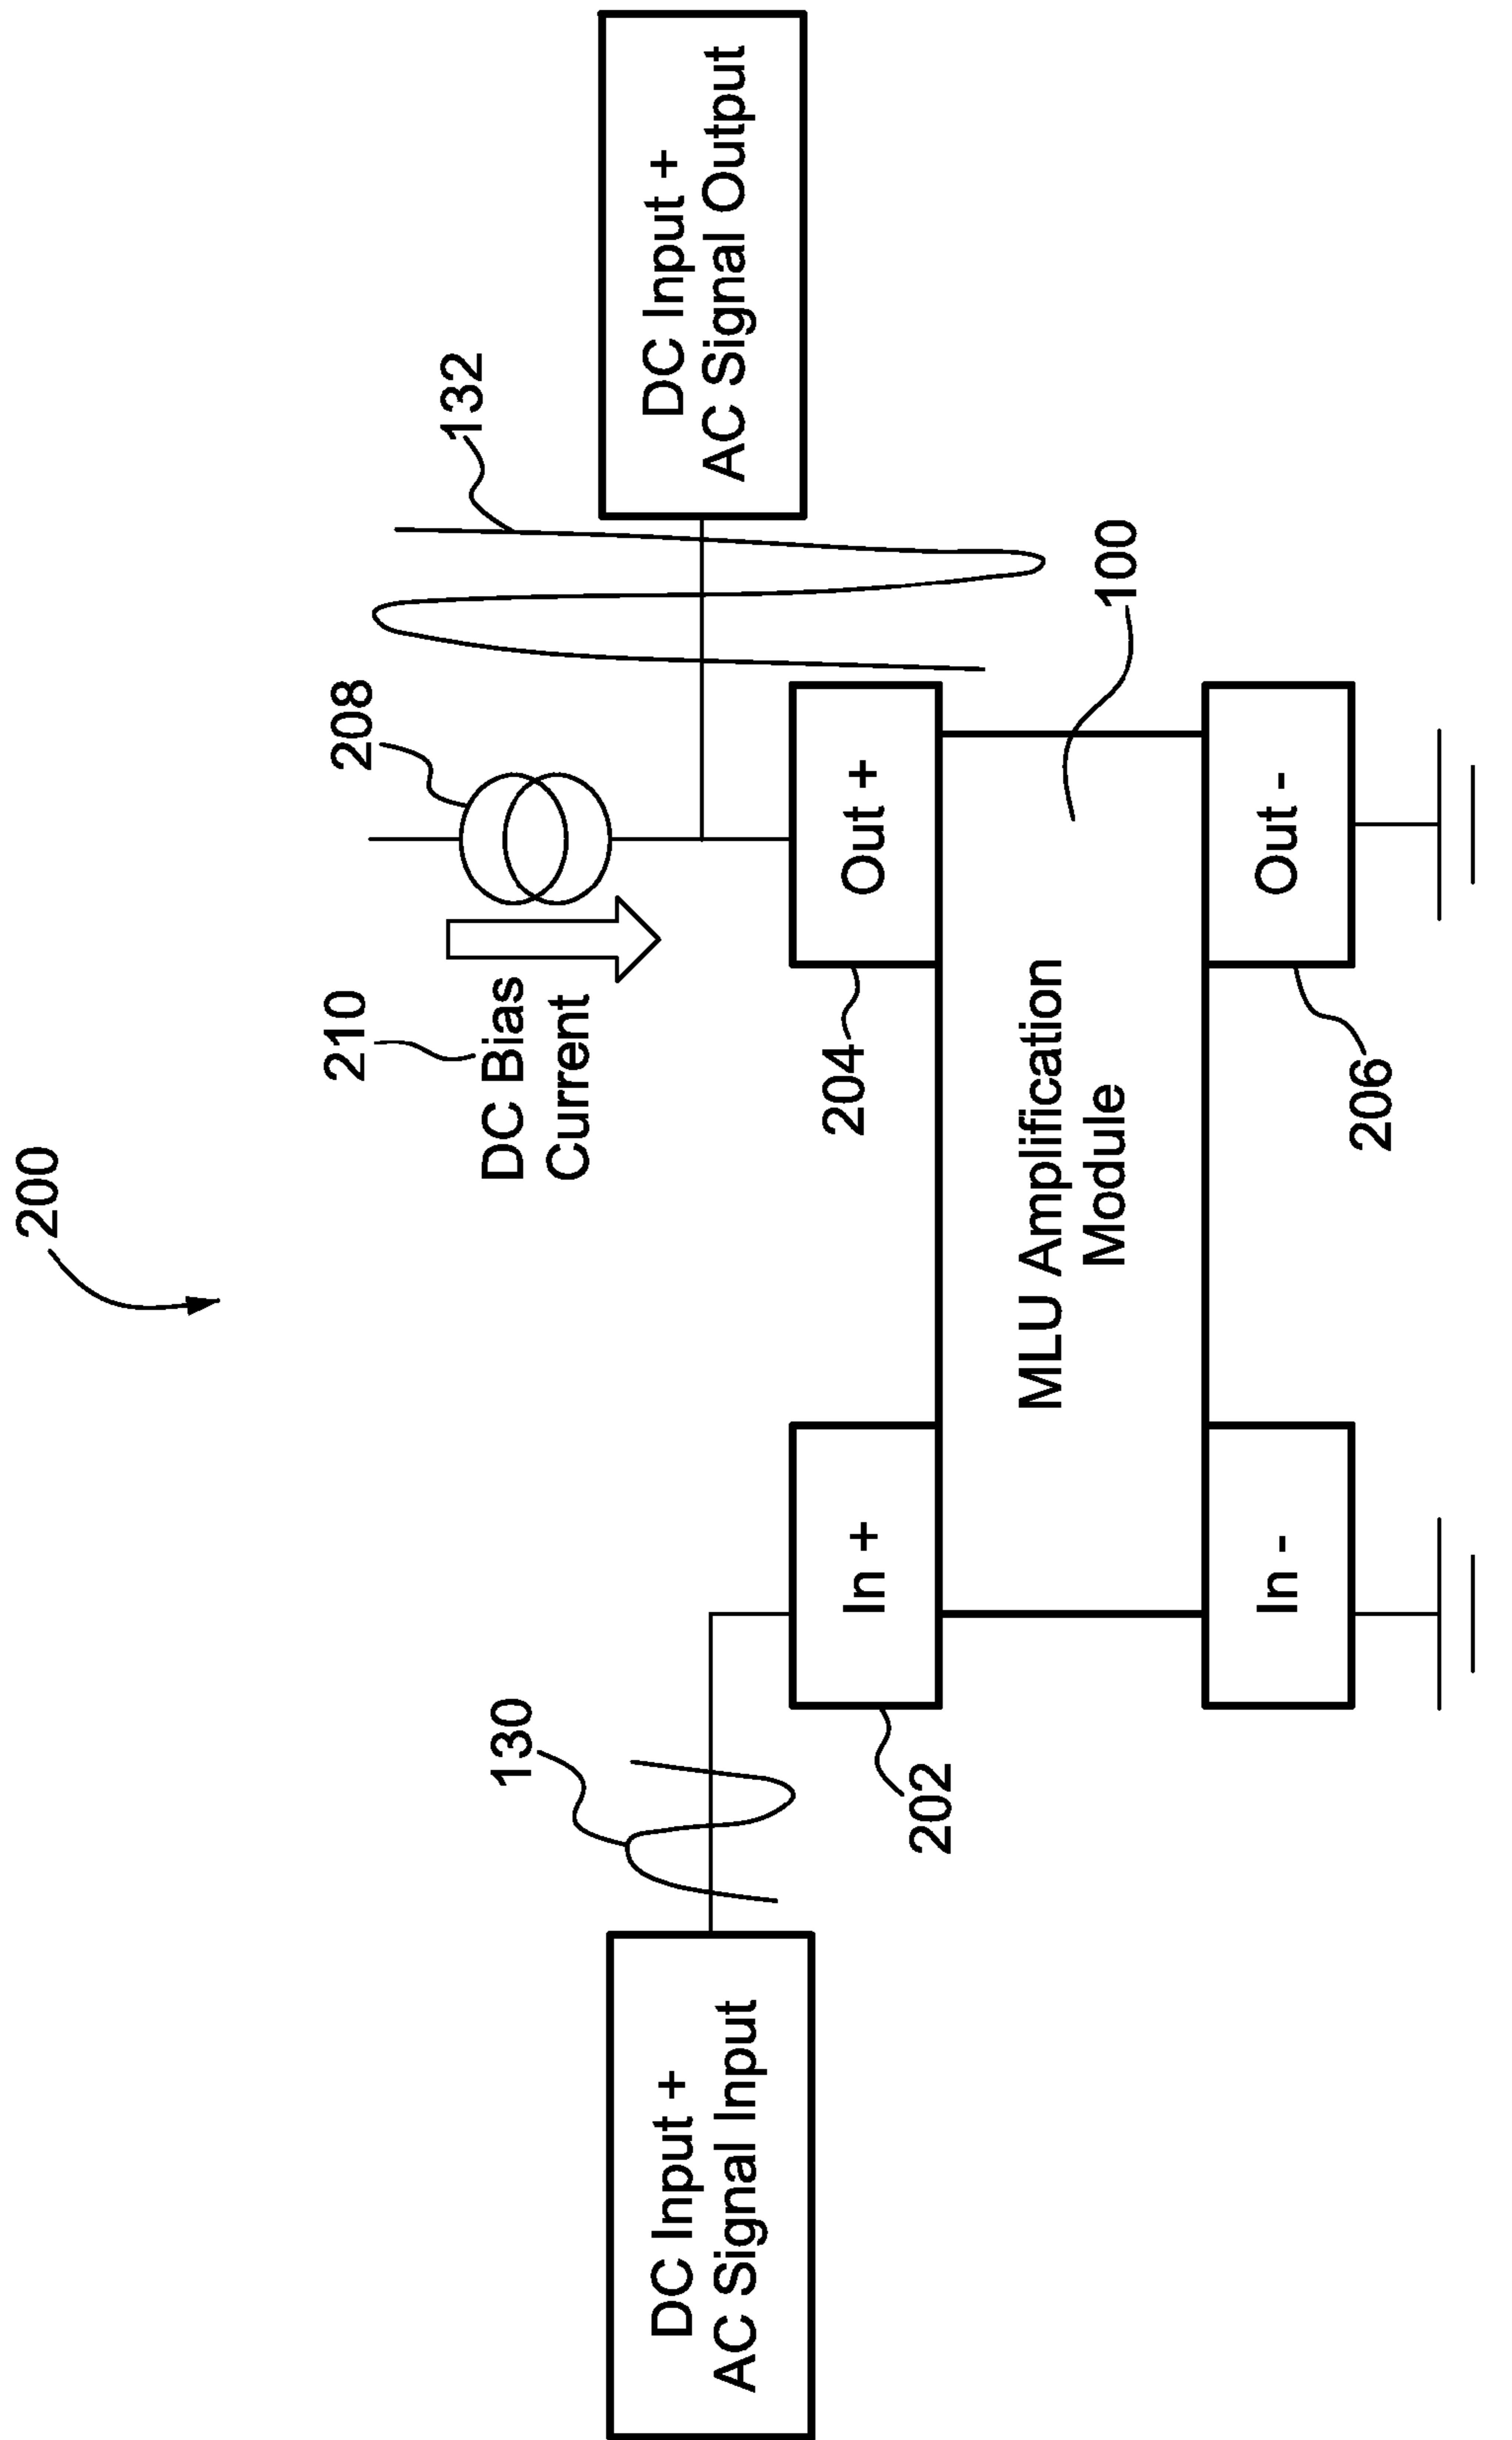 200
210
DC Bias
Current
208
132
DC Input +
AC Signal Output
130
DC Input +
AC Signal Input
In +
202
Out +
204
MLU Amplification
Module
100
In -
Out -
206